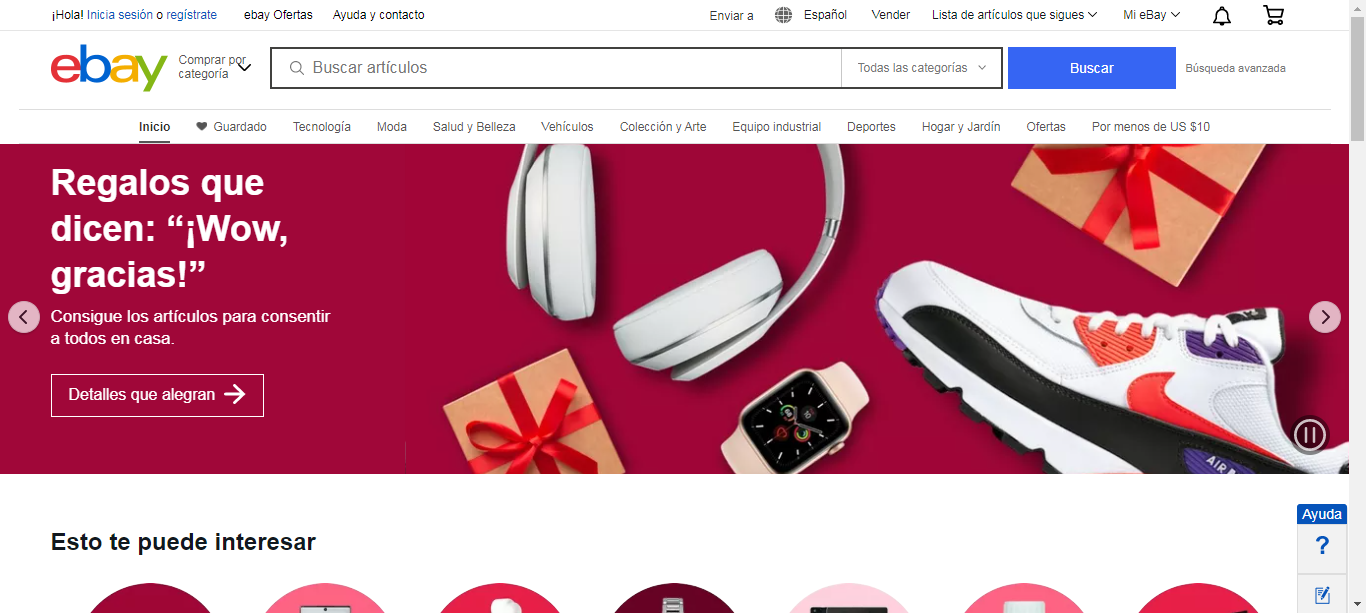 ¡Hola! Inicia sesión o regístrate ebay Ofertas Ayuda y contacto Enviar a Español Vender Lista de artículos que sigues Mi eBay
ebay Comprar por categoría Buscar artículos Todas las categorías Buscar Búsqueda avanzada
Inicio Guardado Tecnología Moda Salud y Belleza Vehículos Colección y Arte Equipo industrial Deportes Hogar y Jardín Ofertas Por menos de US $10
Regalos que
dicen: “¡Wow,
gracias!”
Consigue los artículos para consentir
a todos en casa.
Detalles que alegran
AIR
Ayuda
?
Esto te puede interesar